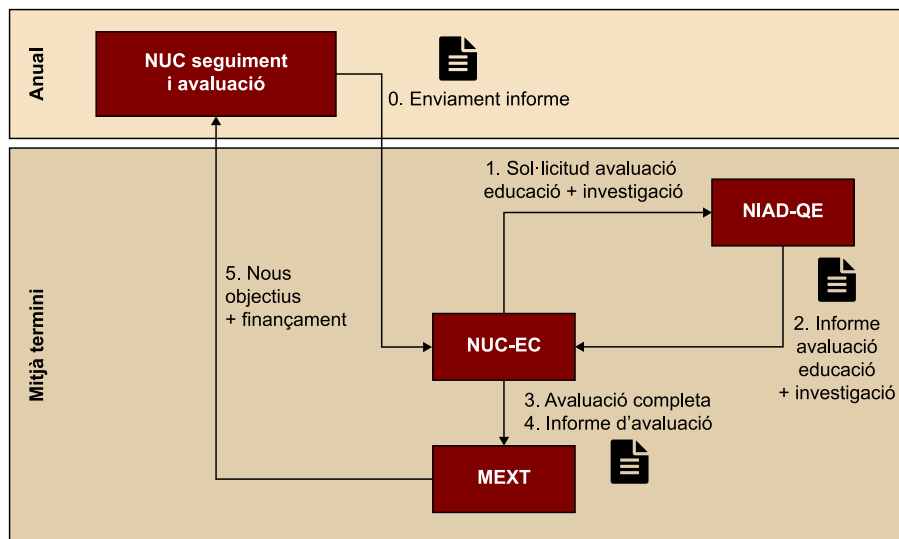 Anual
NUC seguiment
i avaluació
0. Enviament informe
Mitjà termini
1. Sol·licitud avaluació
educació + investigació
NIAD-QE
5. Nous
objectius
+ finançament
NUC-EC
2. Informe
avaluació
educació
+ investigació
3. Avaluació completa
4. Informe d’avaluació
MEXT